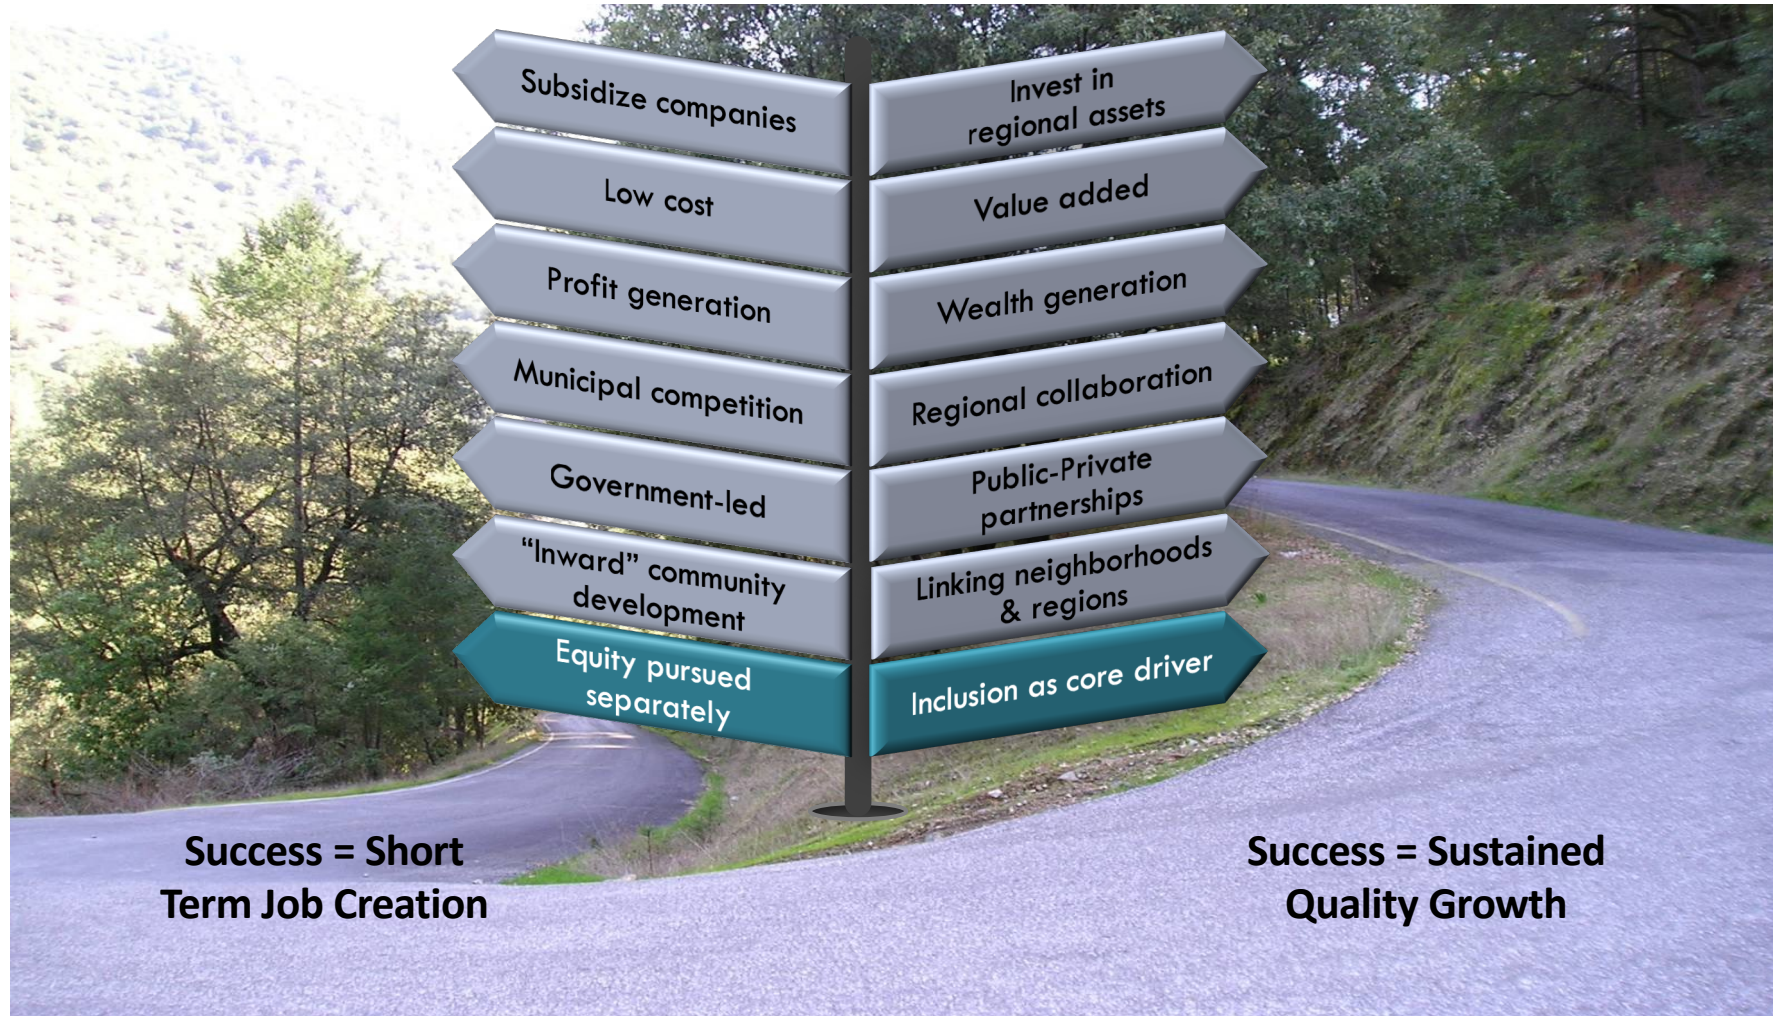 Subsidize companies
Low cost
Profit generation
Municipal competition
Government-led
“Inward” community
development
Equity pursued
separately
Invest in
regional assets
Value added
Wealth generation
Regional collaboration
Public-Private
partnerships
Linking neighborhoods
& regions
Inclusion as core driver
Success = Short
Term Job Creation
Success = Sustained
Quality Growth